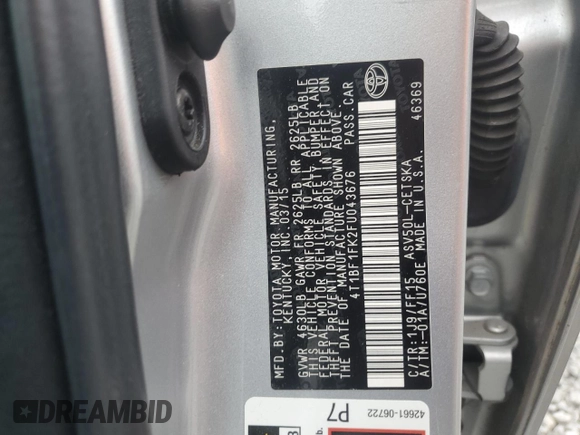 MFD. BY: TOYOTA MOTOR MANUFACTURING,
KENTUCKY, INC. 03/15
GVWR 4630LB GAWR FR 2625LB RR 2625LB
THIS VEHICLE CONFORMS TO ALL APPLICABLE
FEDERAL MOTOR VEHICLE SAFETY, BUMPER, AND
THEFT PREVENTION STANDARDS IN EFFECT ON
THE DATE OF MANUFACTURE SHOWN ABOVE.
4T1BF1FK2FU043676 PASS.CAR
C/TR:1J9/FF15 ASV50L-CETSKA
A/TM:-01A/U760E MADE IN U.S.A.
46369
TOYOTA
42661-06722
P7
DREAMBID